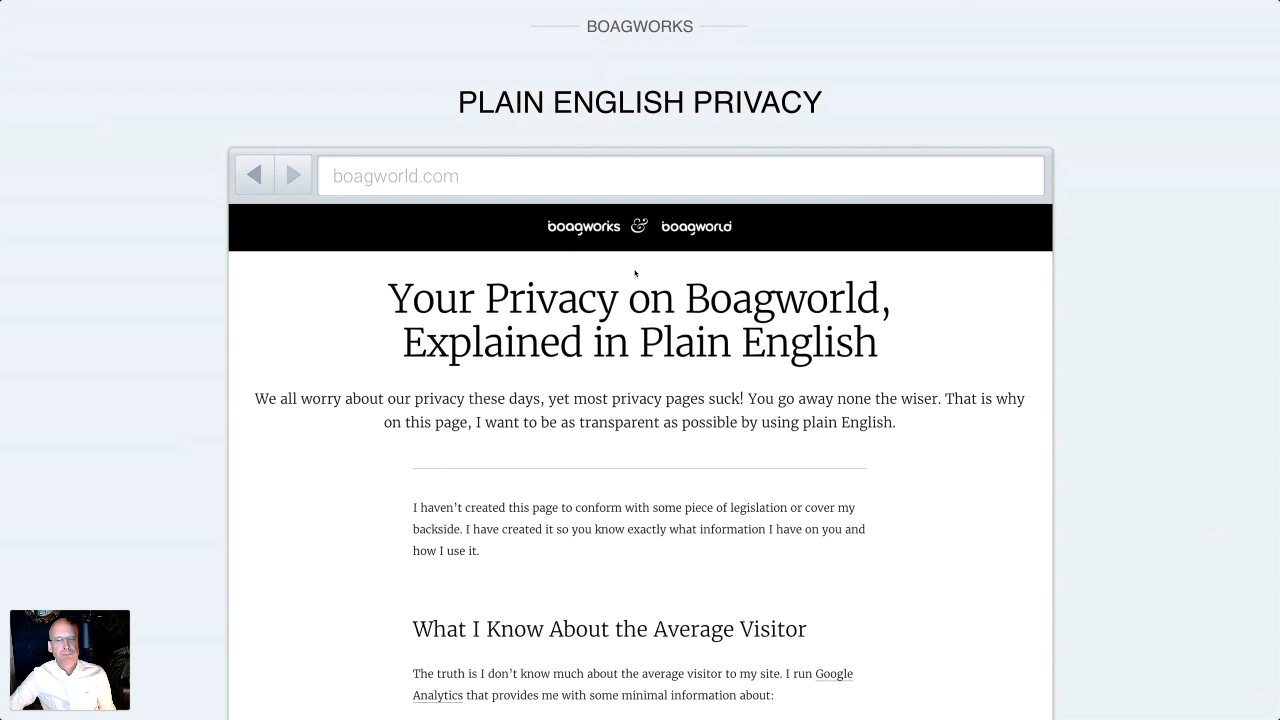 BOAGWORKS
PLAIN ENGLISH PRIVACY
boagworld.com
boagworks & boagworld
Your Privacy on Boagworld,
Explained in Plain English
We all worry about our privacy these days, yet most privacy pages suck! You go away none the wiser. That is why
on this page, I want to be as transparent as possible by using plain English.
I haven’t created this page to conform with some piece of legislation or cover my
backside. I have created it so you know exactly what information I have on you and
how I use it.
What I Know About the Average Visitor
The truth is I don’t know much about the average visitor to my site. I run Google
Analytics that provides me with some minimal information about: